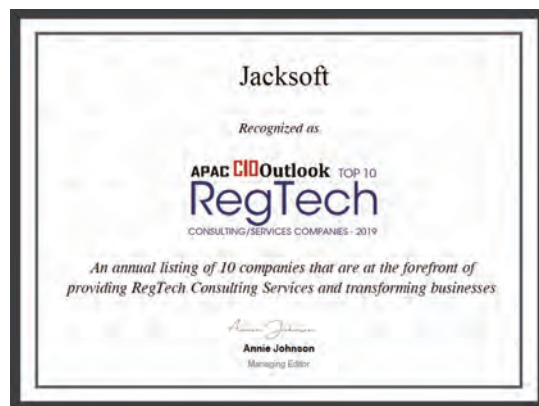 Jacksoft
Recognized as
APAC CIOOutlook TOP 10
RegTech
CONSULTING/SERVICES COMPANIES - 2019
An annual listing of 10 companies that are at the forefront of
providing RegTech Consulting Services and transforming businesses
Annie Johnson
Annie Johnson
Managing Editor